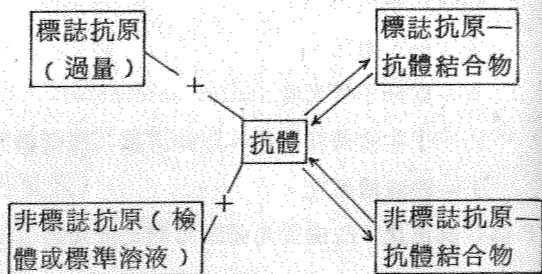 標誌抗原
（過量）
標誌抗原—
抗體結合物
+
抗體
+
非標誌抗原（檢
體或標準溶液）
非標誌抗原—
抗體結合物